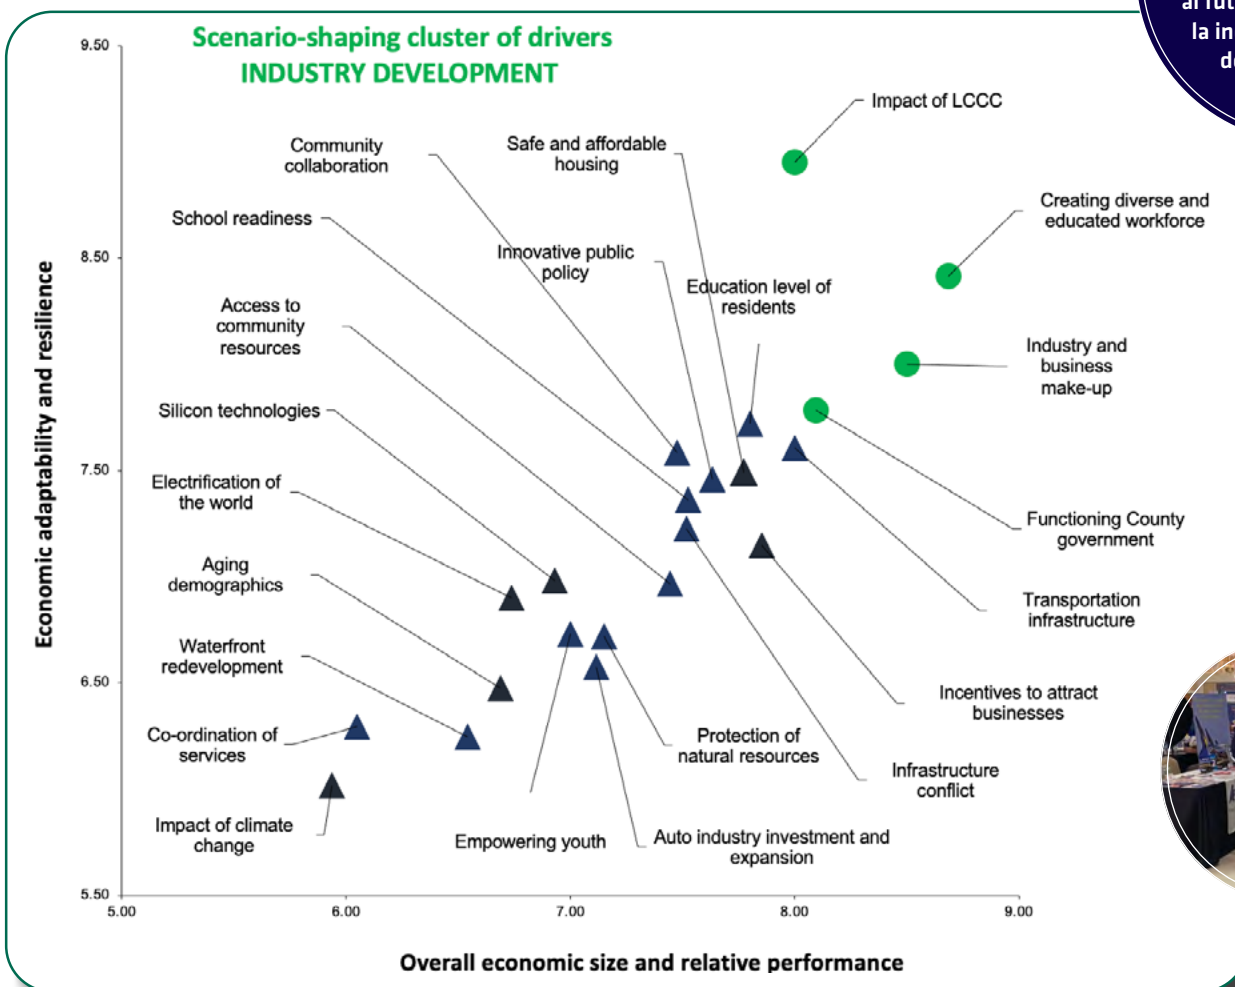 Scenario-shaping cluster of drivers
INDUSTRY DEVELOPMENT
la
Impact of LCCC
Community
collaboration
Safe and affordable
housing
Creating diverse and
educated workforce
School readiness
Innovative public
policy
Education level of
residents
Access to
community
resources
Industry and
business
make-up
Silicon technologies
Electrification of
the world
Functioning County
government
Aging
demographics
Transportation
infrastructure
Waterfront
redevelopment
Incentives to attract
businesses
Co-ordination of
services
Protection of
natural resources
Infrastructure
conflict
Impact of climate
change
Empowering youth
Auto industry investment and
expansion
Economic adaptability and resilience
9.50
8.50
7.50
6.50
5.50
5.00
6.00
7.00
8.00
9.00
Overall economic size and relative performance